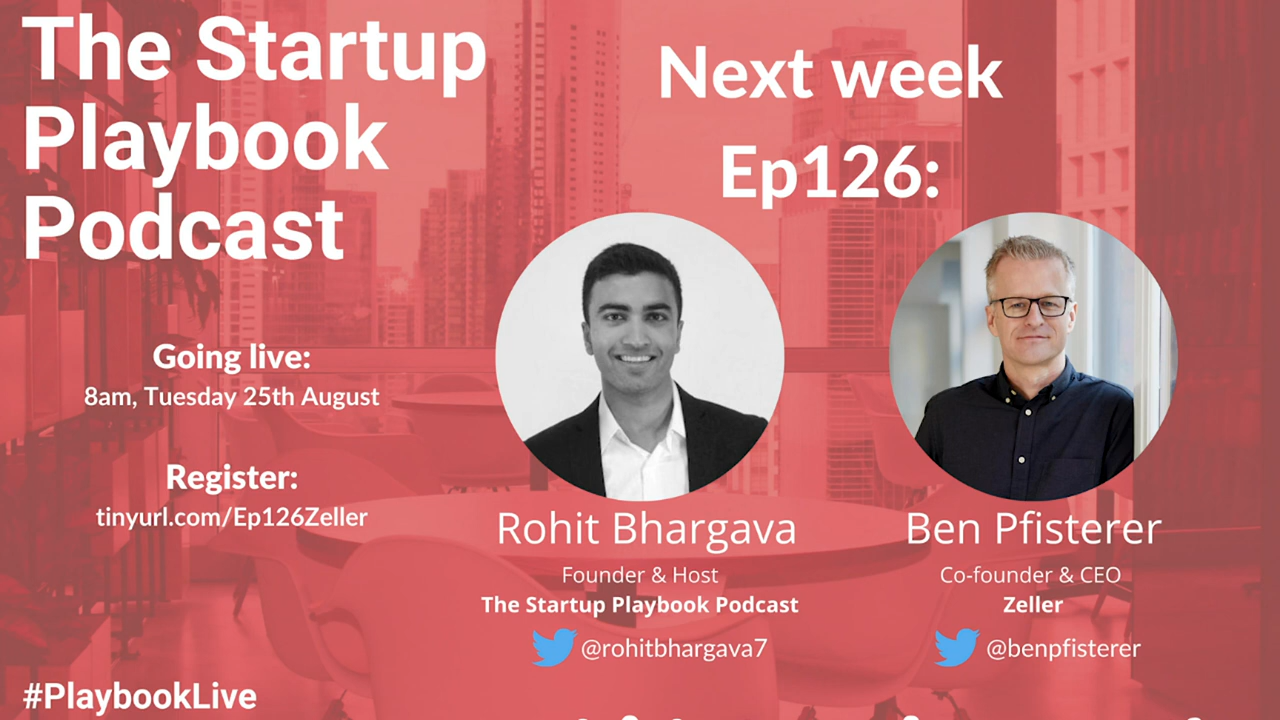 The Startup
Playbook
Podcast
Next week
Ep126:
Going live:
8am, Tuesday 25th August
Register:
tinyurl.com/Ep126Zeller
Rohit Bhargava
Founder & Host
The Startup Playbook Podcast
@rohitbhargava7
Ben Pfisterer
Co-founder & CEO
Zeller
@benpfisterer
#PlaybookLive